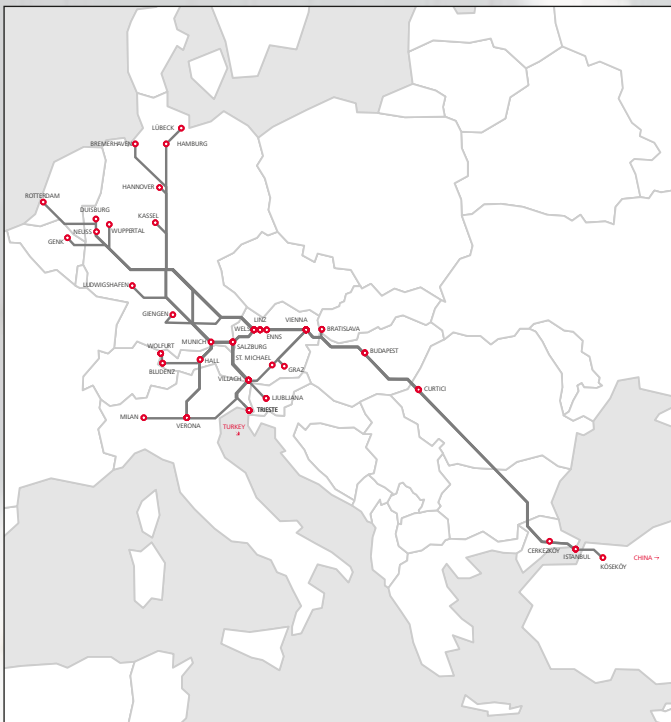 LÜBECK
BREMERHAVEN
HAMBURG
HANNOVER
ROTTERDAM
DUISBURG
KASSEL
NEUSS
WUPPERTAL
GENK
LUDWIGSHAFEN
GIENGEN
LINZ
VIENNA
WELS
BRATISLAVA
ENNS
MUNICH
SALZBURG
WOLFURT
ST. MICHAEL
BUDAPEST
HALL
BLUDENZ
GRAZ
VILLACH
CURTICI
LJUBLJANA
TRIESTE
MILAN
VERONA
TURKEY
CERKEZKÖY
ISTANBUL
CHINA →
KÖSEKÖY